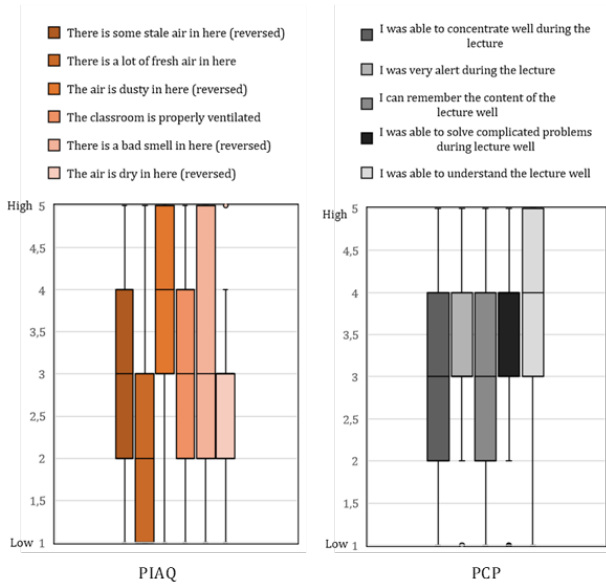 There is some stale air in here (reversed)
There is a lot of fresh air in here
The air is dusty in here (reversed)
The classroom is properly ventilated
There is a bad smell in here (reversed)
The air is dry in here (reversed)
High 5
4,5
4
3,5
3
2,5
2
1,5
Low 1
PIAQ
I was able to concentrate well during the
lecture
I was very alert during the lecture
I can remember the content of the
lecture well
I was able to solve complicated problems
during lecture well
I was able to understand the lecture well
High 5
4,5
4
3,5
3
2,5
2
1,5
Low 1
PCP